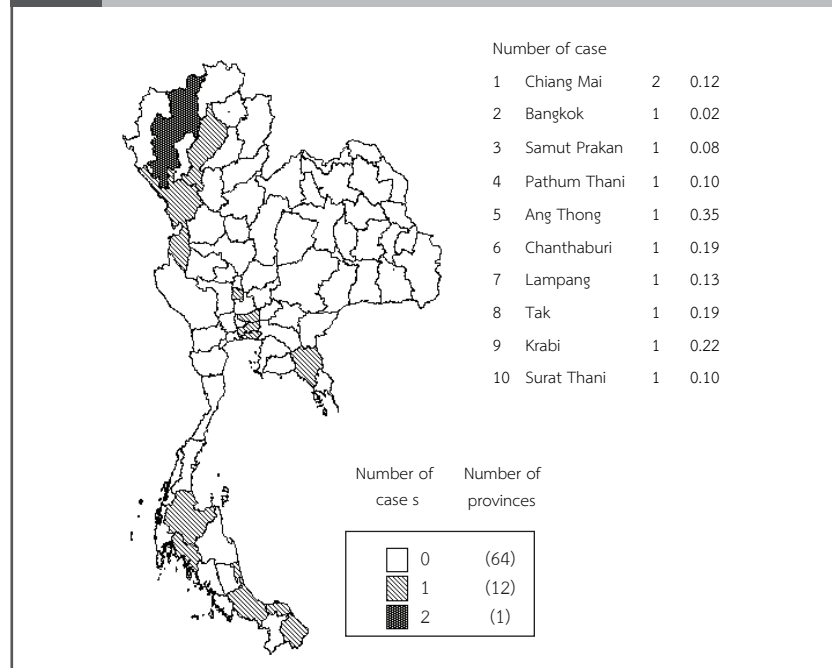 Number of case
1 Chiang Mai 2 0.12
2 Bangkok 1 0.02
3 Samut Prakan 1 0.08
4 Pathum Thani 1 0.10
5 Ang Thong 1 0.35
6 Chanthaburi 1 0.19
7 Lampang 1 0.13
8 Tak 1 0.19
9 Krabi 1 0.22
10 Surat Thani 1 0.10
Number of Number of
case s provinces
0 (64)
1 (12)
2 (1)